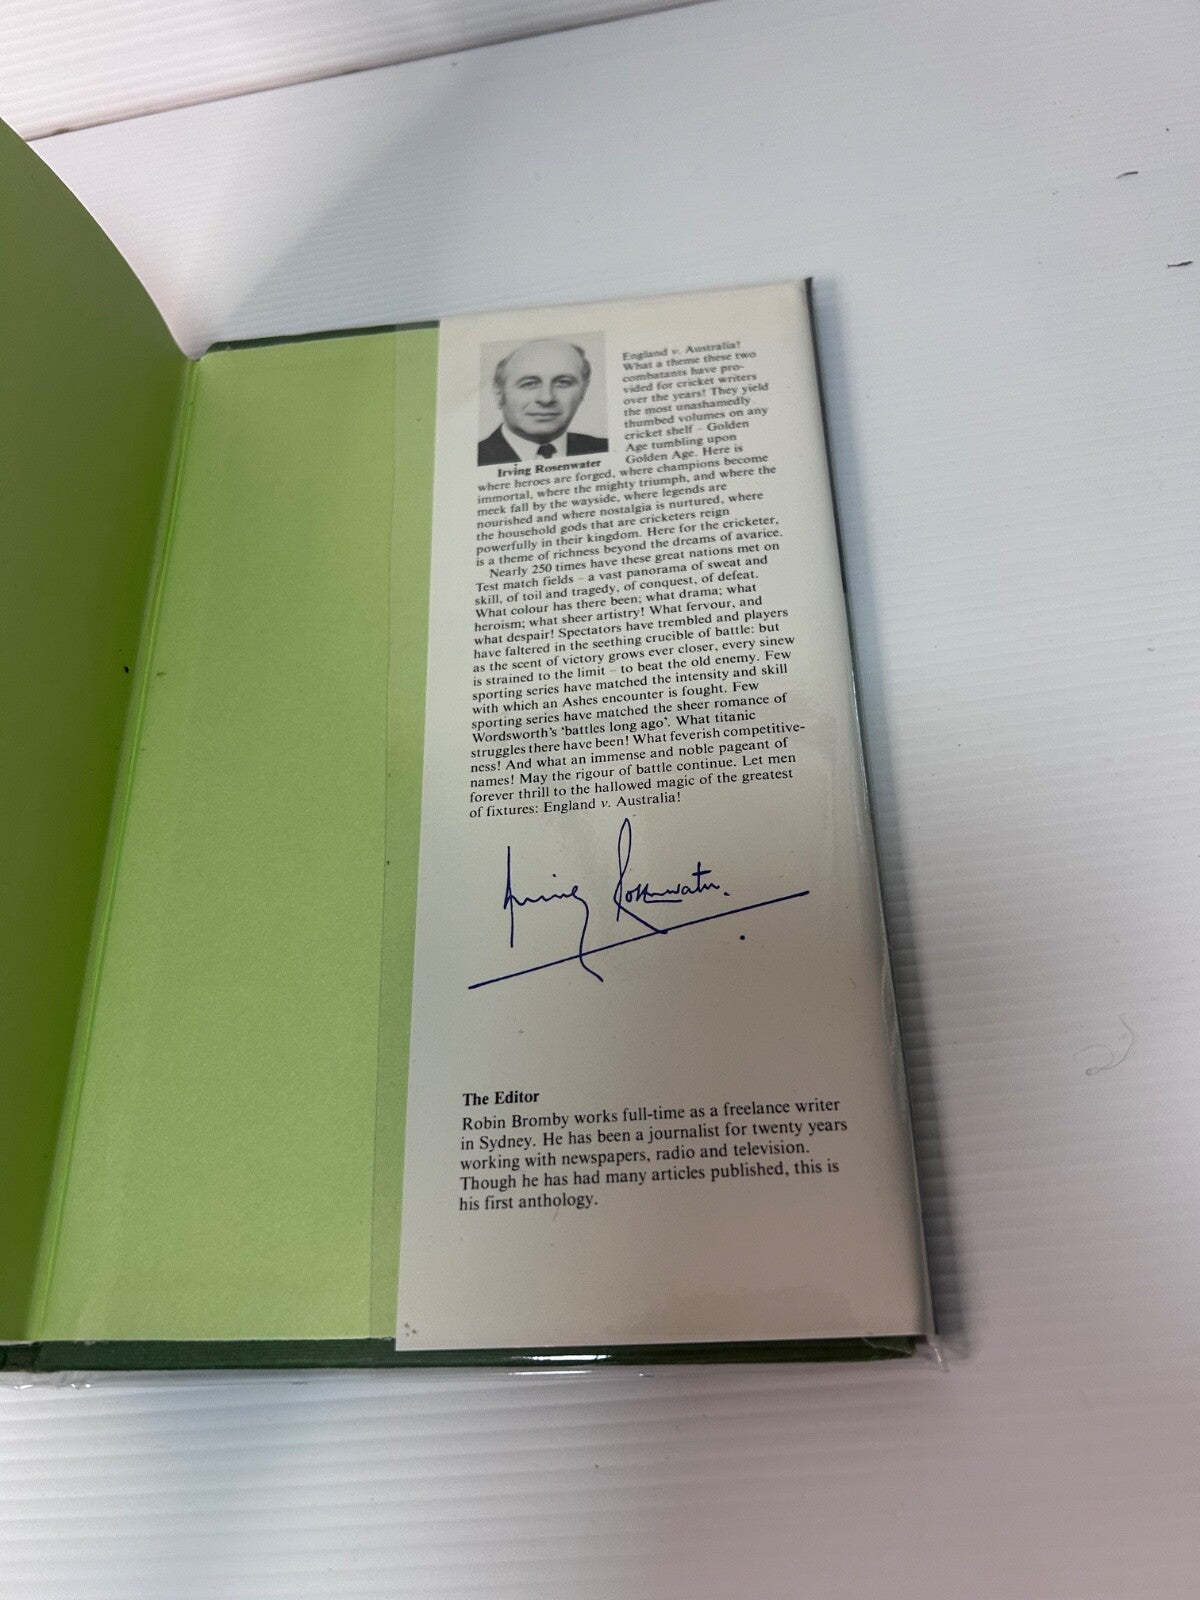 England v. Australia!
What a theme these two
combatants have pro-
vided for cricket writers
over the years! They yield
the most unashamedly
thumbed volumes on any
cricket shelf – Golden
Age tumbling upon
Golden Age. Here is
Irving Rosenwater
where heroes are forged, where champions become
immortal, where the mighty triumph, and where the
meek fall by the wayside, where legends are
nourished and where nostalgia is nurtured, where
the household gods that are cricketers reign
powerfully in their kingdom. Here for the cricketer,
is a theme of richness beyond the dreams of avarice.
Nearly 250 times have these great nations met on
Test match fields – a vast panorama of sweat and
skill, of toil and tragedy, of conquest, of defeat.
What colour has there been; what drama; what
heroism; what sheer artistry! What fervour, and
what despair! Spectators have trembled and players
have faltered in the seething crucible of battle: but
as the scent of victory grows ever closer, every sinew
is strained to the limit – to beat the old enemy. Few
sporting series have matched the intensity and skill
with which an Ashes encounter is fought. Few
sporting series have matched the sheer romance of
Wordsworth's 'battles long ago'. What titanic
struggles there have been! What feverish competitive-
ness! And what an immense and noble pageant of
names! May the rigour of battle continue. Let men
forever thrill to the hallowed magic of the greatest
of fixtures: England v. Australia!
Irving Rosenwater.
The Editor
Robin Bromby works full-time as a freelance writer
in Sydney. He has been a journalist for twenty years
working with newspapers, radio and television.
Though he has had many articles published, this is
his first anthology.